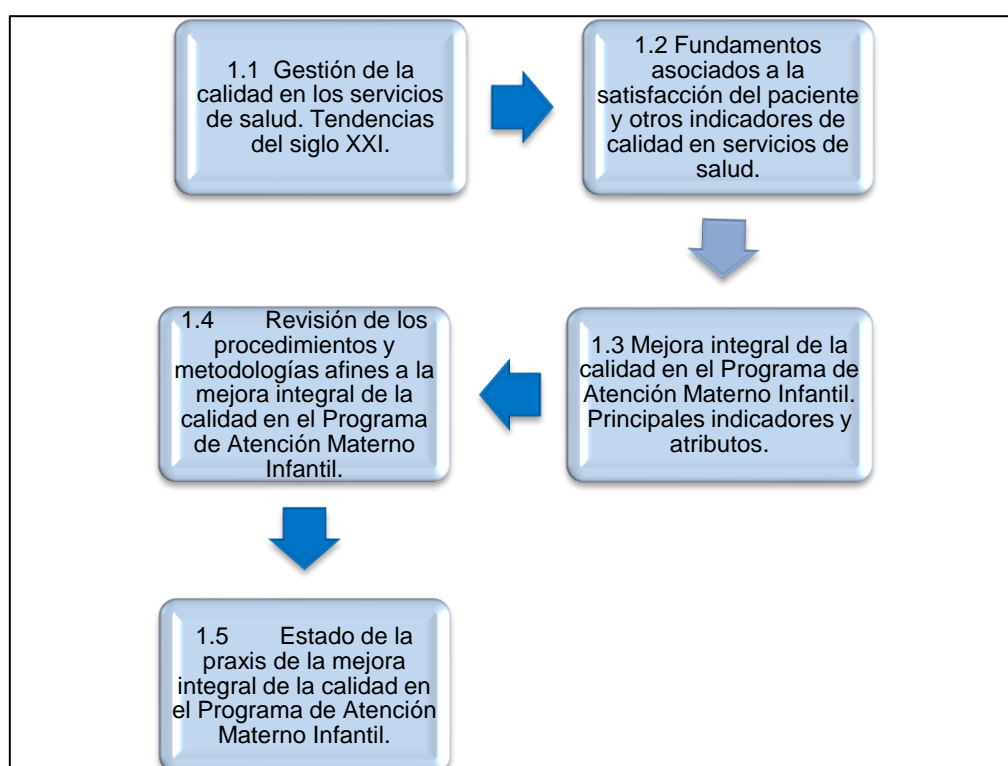 1.1 Gestión de la
calidad en los servicios
de salud. Tendencias
del siglo XXI.
1.2 Fundamentos
asociados a la
satisfacción del paciente
y otros indicadores de
calidad en servicios de
salud.
1.3 Mejora integral de la
calidad en el Programa de
Atención Materno Infantil.
Principales indicadores y
atributos.
1.4 Revisión de los
procedimientos y
metodologías afines a la
mejora integral de la
calidad en el Programa
de Atención Materno
Infantil.
1.5 Estado de la
praxis de la mejora
integral de la calidad en
el Programa de Atención
Materno Infantil.